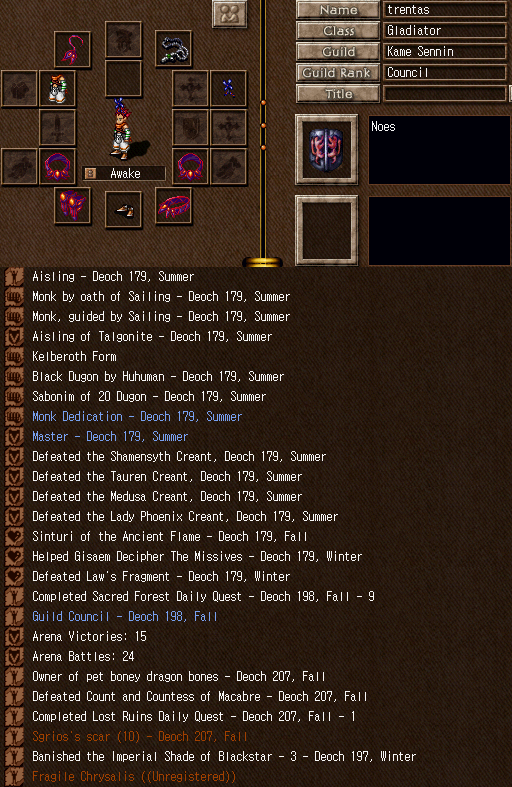 Name trentas
Class Gladiator
Guild Kame Sennin
Guild Rank Council
Title
Noes
Awake
Aisling - Deoch 179, Summer
Monk by oath of Sailing - Deoch 179, Summer
Monk, guided by Sailing - Deoch 179, Summer
Aisling of Talgonite - Deoch 179, Summer
Kelberoth Form
Black Dugon by Huhuman - Deoch 179, Summer
Sabonim of 20 Dugon - Deoch 179, Summer
Monk Dedication - Deoch 179, Summer
Master - Deoch 179, Summer
Defeated the Shamensyth Creant, Deoch 179, Summer
Defeated the Tauren Creant, Deoch 179, Summer
Defeated the Medusa Creant, Deoch 179, Summer
Defeated the Lady Phoenix Creant, Deoch 179, Summer
Sinturi of the Ancient Flame - Deoch 179, Fall
Helped Gisaem Decipher The Missives - Deoch 179, Winter
Defeated Law's Fragment - Deoch 179, Winter
Completed Sacred Forest Daily Quest - Deoch 198, Fall - 9
Guild Council - Deoch 198, Fall
Arena Victories: 15
Arena Battles: 24
Owner of pet boney dragon bones - Deoch 207, Fall
Defeated Count and Countess of Macabre - Deoch 207, Fall
Completed Lost Ruins Daily Quest - Deoch 207, Fall - 1
Sgrios's scar (10) - Deoch 207, Fall
Banished the Imperial Shade of Blackstar - 3 - Deoch 197, Winter
Fragile Chrysalis ((Unregistered))